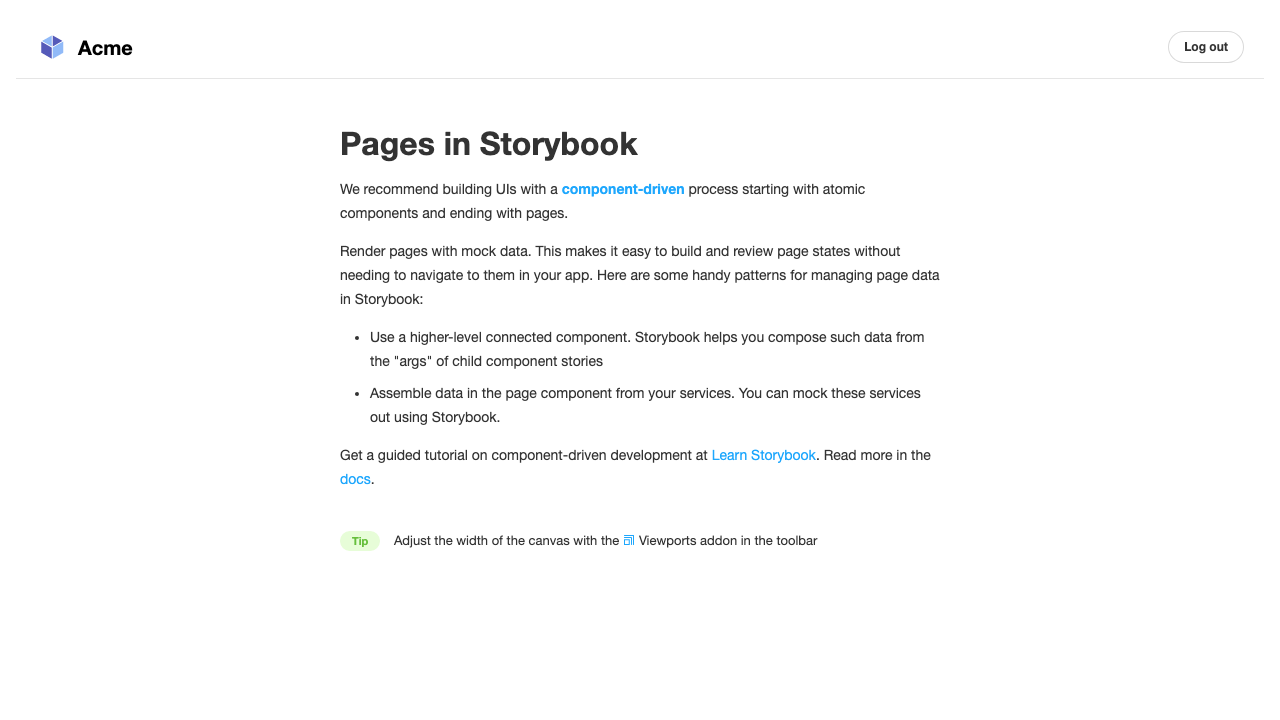 Acme
Log out
Pages in Storybook
We recommend building UIs with a component-driven process starting with atomic
components and ending with pages.
Render pages with mock data. This makes it easy to build and review page states without
needing to navigate to them in your app. Here are some handy patterns for managing page data
in Storybook:
• Use a higher-level connected component. Storybook helps you compose such data from
the "args" of child component stories
• Assemble data in the page component from your services. You can mock these services
out using Storybook.
Get a guided tutorial on component-driven development at Learn Storybook. Read more in the
docs.
Tip Adjust the width of the canvas with the Viewports addon in the toolbar